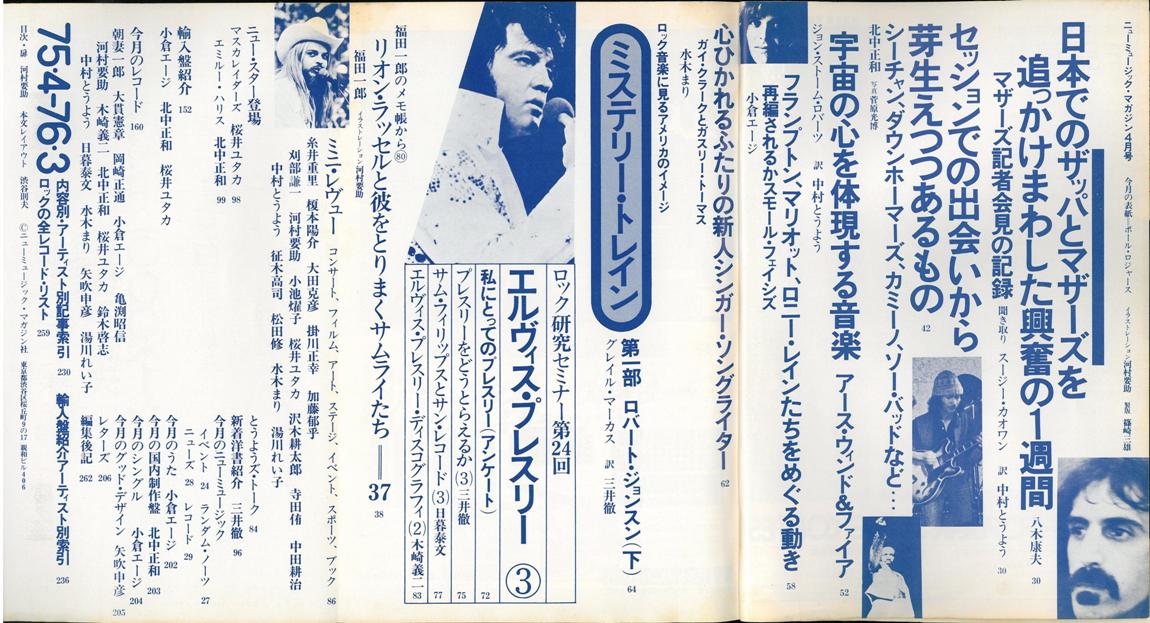 ニューミュージック・マガジン4月号
今月の表紙=ポール・ロジャース イラストレーション河村要助 製版 篠崎三雄
日本でのザッパとマザーズを
追っかけまわした興奮の1週間 八木康夫 30
マザーズ記者会見の記録 聞き取り スージー・カオワン 訳 中村とうよう 30
セッションでの出会いから
芽生えつつあるもの 42
シーチャン、ダウンホーマーズ、カミーノ、ソー・バッドなど…
北中正和 写真 菅原光博
宇宙の心を体現する音楽 アース・ウィンド&ファイア 52
ジョン・ストーム・ロバーツ 訳 中村とうよう
フランプトン、マリオット、ロニー・レインたちをめぐる動き 58
再編されるかスモール・フェイシズ
小倉エージ
心ひかれるふたりの新人シンガー・ソングライター 62
ガイ・クラークとガスリー・トーマス
水木まり
ロック音楽に見るアメリカのイメージ
ミステリー・トレイン 第一部 ロバート・ジョンスン(下) 64
グレイル・マーカス 訳 三井徹
ロック研究セミナー第24回
エルヴィス・プレスリー ③
私にとってのプレスリー(アンケート) 72
プレスリーをどうとらえるか(3)三井徹 75
サム・フィリップスとサン・レコード(3)日暮泰文 77
エルヴィス・プレスリー・ディスコグラフィ(2)木崎義二 83
福田一郎のメモ帳から⑧⓪
リオン・ラッセルと彼をとりまくサムライたち=37 38
福田一郎 イラストレーション河村要助
ミニ・レヴュー コンサート、フィルム、アート、ステージ、イベント、スポーツ、ブック 86
糸井重里 榎本陽介 大田克彦 掛川正幸 加藤郁乎
刈部謙一 河村要助 小池燿子 桜井ユタカ 沢木耕太郎 寺田侑 中田耕治
中村とうよう 征木高司 松田修 水木まり 湯川れい子
ニュー・スター登場
マスカレイダーズ 桜井ユタカ 98
エミルー・ハリス 北中正和 99
とうようズ・トーク 84
新着洋書紹介 三井徹 96
今月のニューミュージック
イベント 24 ランダム・ノーツ 27
ニュース 28 レコード 29
輸入盤紹介 152
小倉エージ 北中正和 桜井ユタカ
今月のうた 小倉エージ 202
今月の国内制作盤 北中正和 203
今月のレコード 160
朝妻一郎 大貫憲章 岡崎正通 小倉エージ 亀渕昭信
河村要助 木崎義二 北中正和 桜井ユタカ 鈴木啓志
中村とうよう 日暮泰文 水木まり 矢吹申彦 湯川れい子
今月のシングル 小倉エージ 204
今月のグッド・デザイン 矢吹申彦 205
レターズ 206
編集後記 262
75・4-76・3 内容別・アーティスト別記事索引 230 輸入盤紹介アーティスト別索引 236
ロックの全レコード・リスト 259
目次・扉 河村要助 本文レイアウト 渋谷則夫 ©ニューミュージック・マガジン社 東京都渋谷区桜丘町9の17 親和ビル406